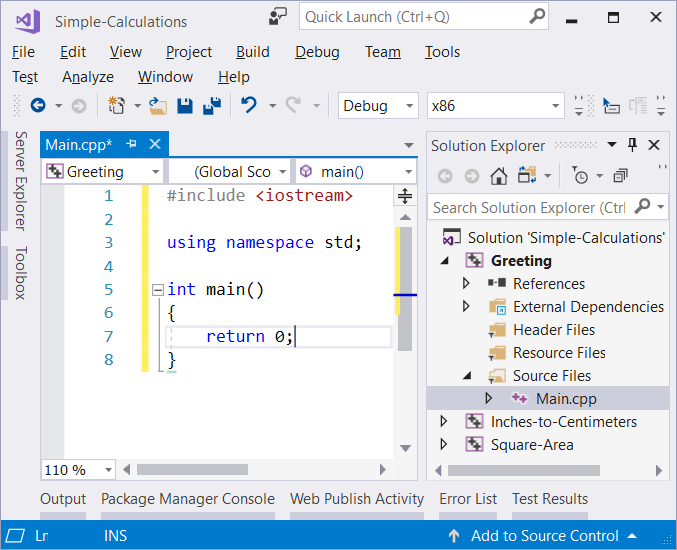 Simple-Calculations
Quick Launch (Ctrl+Q)
File Edit View Project Build Debug Team Tools
Test Analyze Window Help
Debug x86
Server Explorer
Toolbox
Main.cpp*
Greeting (Global Sco main()
1 #include <iostream>
2
3 using namespace std;
4
5 int main()
6 {
7 return 0;
8 }
110 %
Solution Explorer
Search Solution Explorer (Ctrl
Solution 'Simple-Calculations'
Greeting
References
External Dependencies
Header Files
Resource Files
Source Files
Main.cpp
Inches-to-Centimeters
Square-Area
Output Package Manager Console Web Publish Activity Error List Test Results
Ln INS Add to Source Control